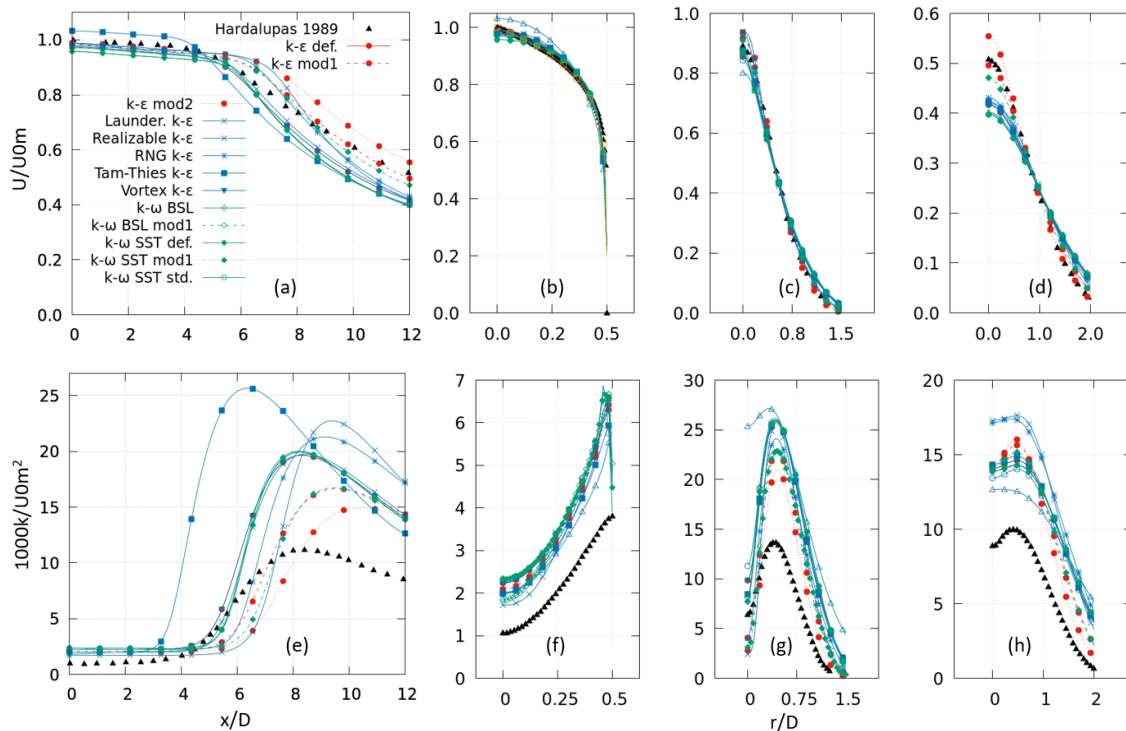 Hardalupas 1989
k-ε def.
k-ε mod1
k-ε mod2
Launder. k-ε
Realizable k-ε
RNG k-ε
Tam-Thies k-ε
Vortex k-ε
k-ω BSL
k-ω BSL mod1
k-ω SST def.
k-ω SST mod1
k-ω SST std.
U/U0m
1.0
0.8
0.6
0.4
0.2
0.0
0 2 4 6 8 10 12
(a)
1.0
0.8
0.6
0.4
0.2
0.0
0.0 0.2 0.5
(b)
1.0
0.8
0.6
0.4
0.2
0.0
0.0 0.8 1.5
(c)
0.6
0.5
0.4
0.3
0.2
0.1
0.0
0.0 1.0 2.0
(d)
1000k/U0m²
25
20
15
10
5
0
0 2 4 6 8 10 12
(e)
x/D
7
6
5
4
3
2
1
0
0.0 0.2 0.5
(f)
30
25
20
15
10
5
0
0 0.75 1.5
(g)
r/D
20
15
10
5
0
0 1 2
(h)